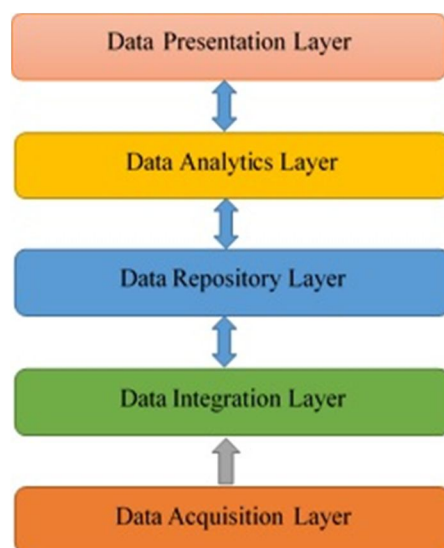 Data Presentation Layer
Data Analytics Layer
Data Repository Layer
Data Integration Layer
Data Acquisition Layer